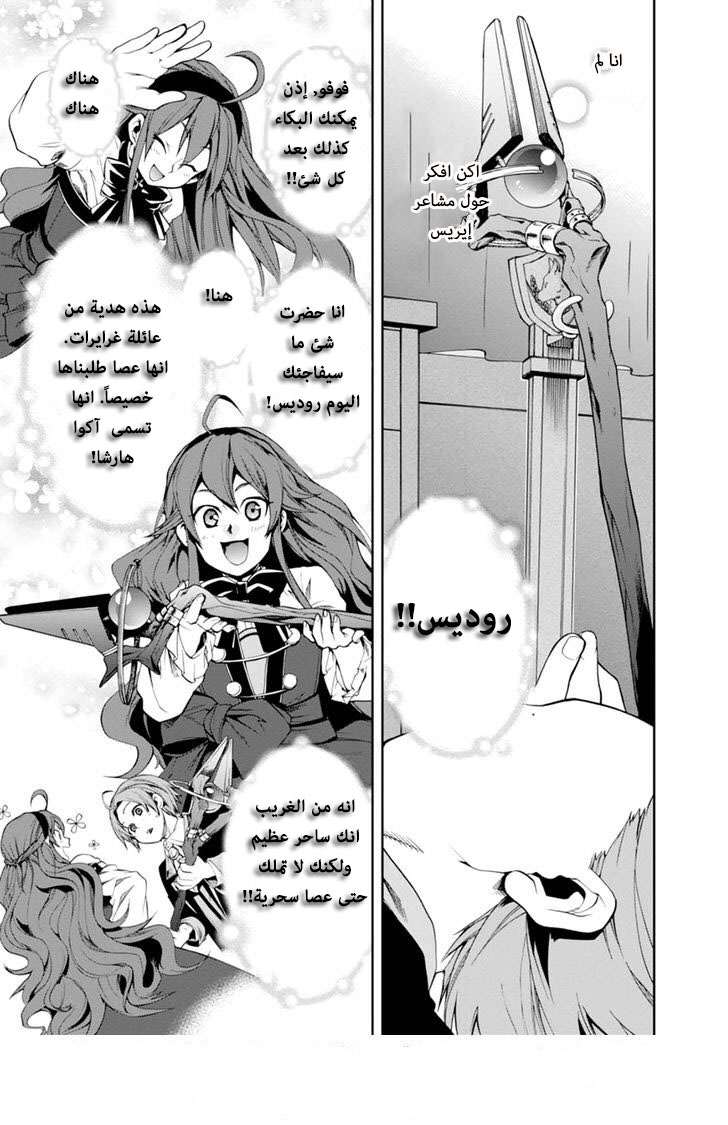 انا لم
اكن افكر
حول مشاعر
إيريس
روديس!!
فوفو, إذن
يمكنك البكاء
كذلك بعد
كل شئ!!
هناك
هناك
انا حضرت
شئ ما
سيفاجئك
اليوم روديس!
هنا!
هذه هدية من
عائلة غرايرات.
انها عصا طلبناها
خصيصاً. انها
تسمى آكوا
هارشا!
انه من الغريب
انك ساحر عظيم
ولكنك لا تملك
حتى عصا سحرية!!